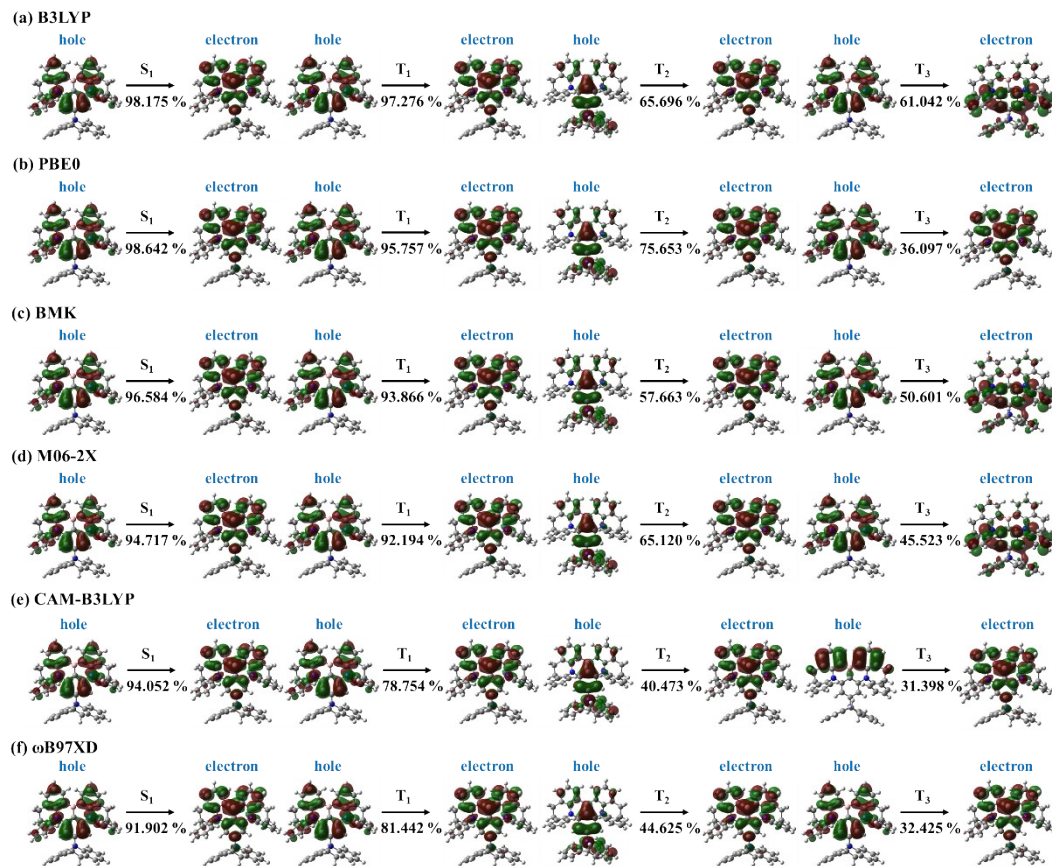 (a) B3LYP
hole electron hole electron hole electron hole electron
S1 T1 T2 T3
98.175 % 97.276 % 65.696 % 61.042 %
(b) PBE0
hole electron hole electron hole electron hole electron
S1 T1 T2 T3
98.642 % 95.757 % 75.653 % 36.097 %
(c) BMK
hole electron hole electron hole electron hole electron
S1 T1 T2 T3
96.584 % 93.866 % 57.663 % 50.601 %
(d) M06-2X
hole electron hole electron hole electron hole electron
S1 T1 T2 T3
94.717 % 92.194 % 65.120 % 45.523 %
(e) CAM-B3LYP
hole electron hole electron hole electron hole electron
S1 T1 T2 T3
94.052 % 78.754 % 40.473 % 31.398 %
(f) ωB97XD
hole electron hole electron hole electron hole electron
S1 T1 T2 T3
91.902 % 81.442 % 44.625 % 32.425 %